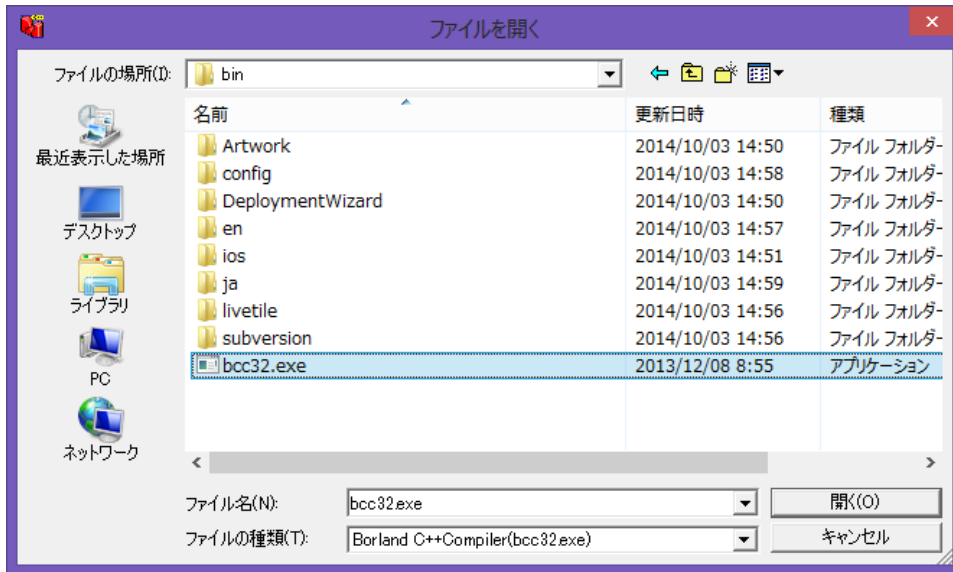 ファイルを開く
ファイルの場所(I):
bin
名前
更新日時
種類
Artwork
2014/10/03 14:50
ファイル フォルダー
config
2014/10/03 14:58
ファイル フォルダー
DeploymentWizard
2014/10/03 14:50
ファイル フォルダー
en
2014/10/03 14:57
ファイル フォルダー
ios
2014/10/03 14:51
ファイル フォルダー
ja
2014/10/03 14:59
ファイル フォルダー
livetile
2014/10/03 14:56
ファイル フォルダー
subversion
2014/10/03 14:56
ファイル フォルダー
bcc32.exe
2013/12/08 8:55
アプリケーション
最近表示した場所
デスクトップ
ライブラリ
PC
ネットワーク
ファイル名(N):
bcc32.exe
開く(O)
ファイルの種類(T):
Borland C++Compiler(bcc32.exe)
キャンセル